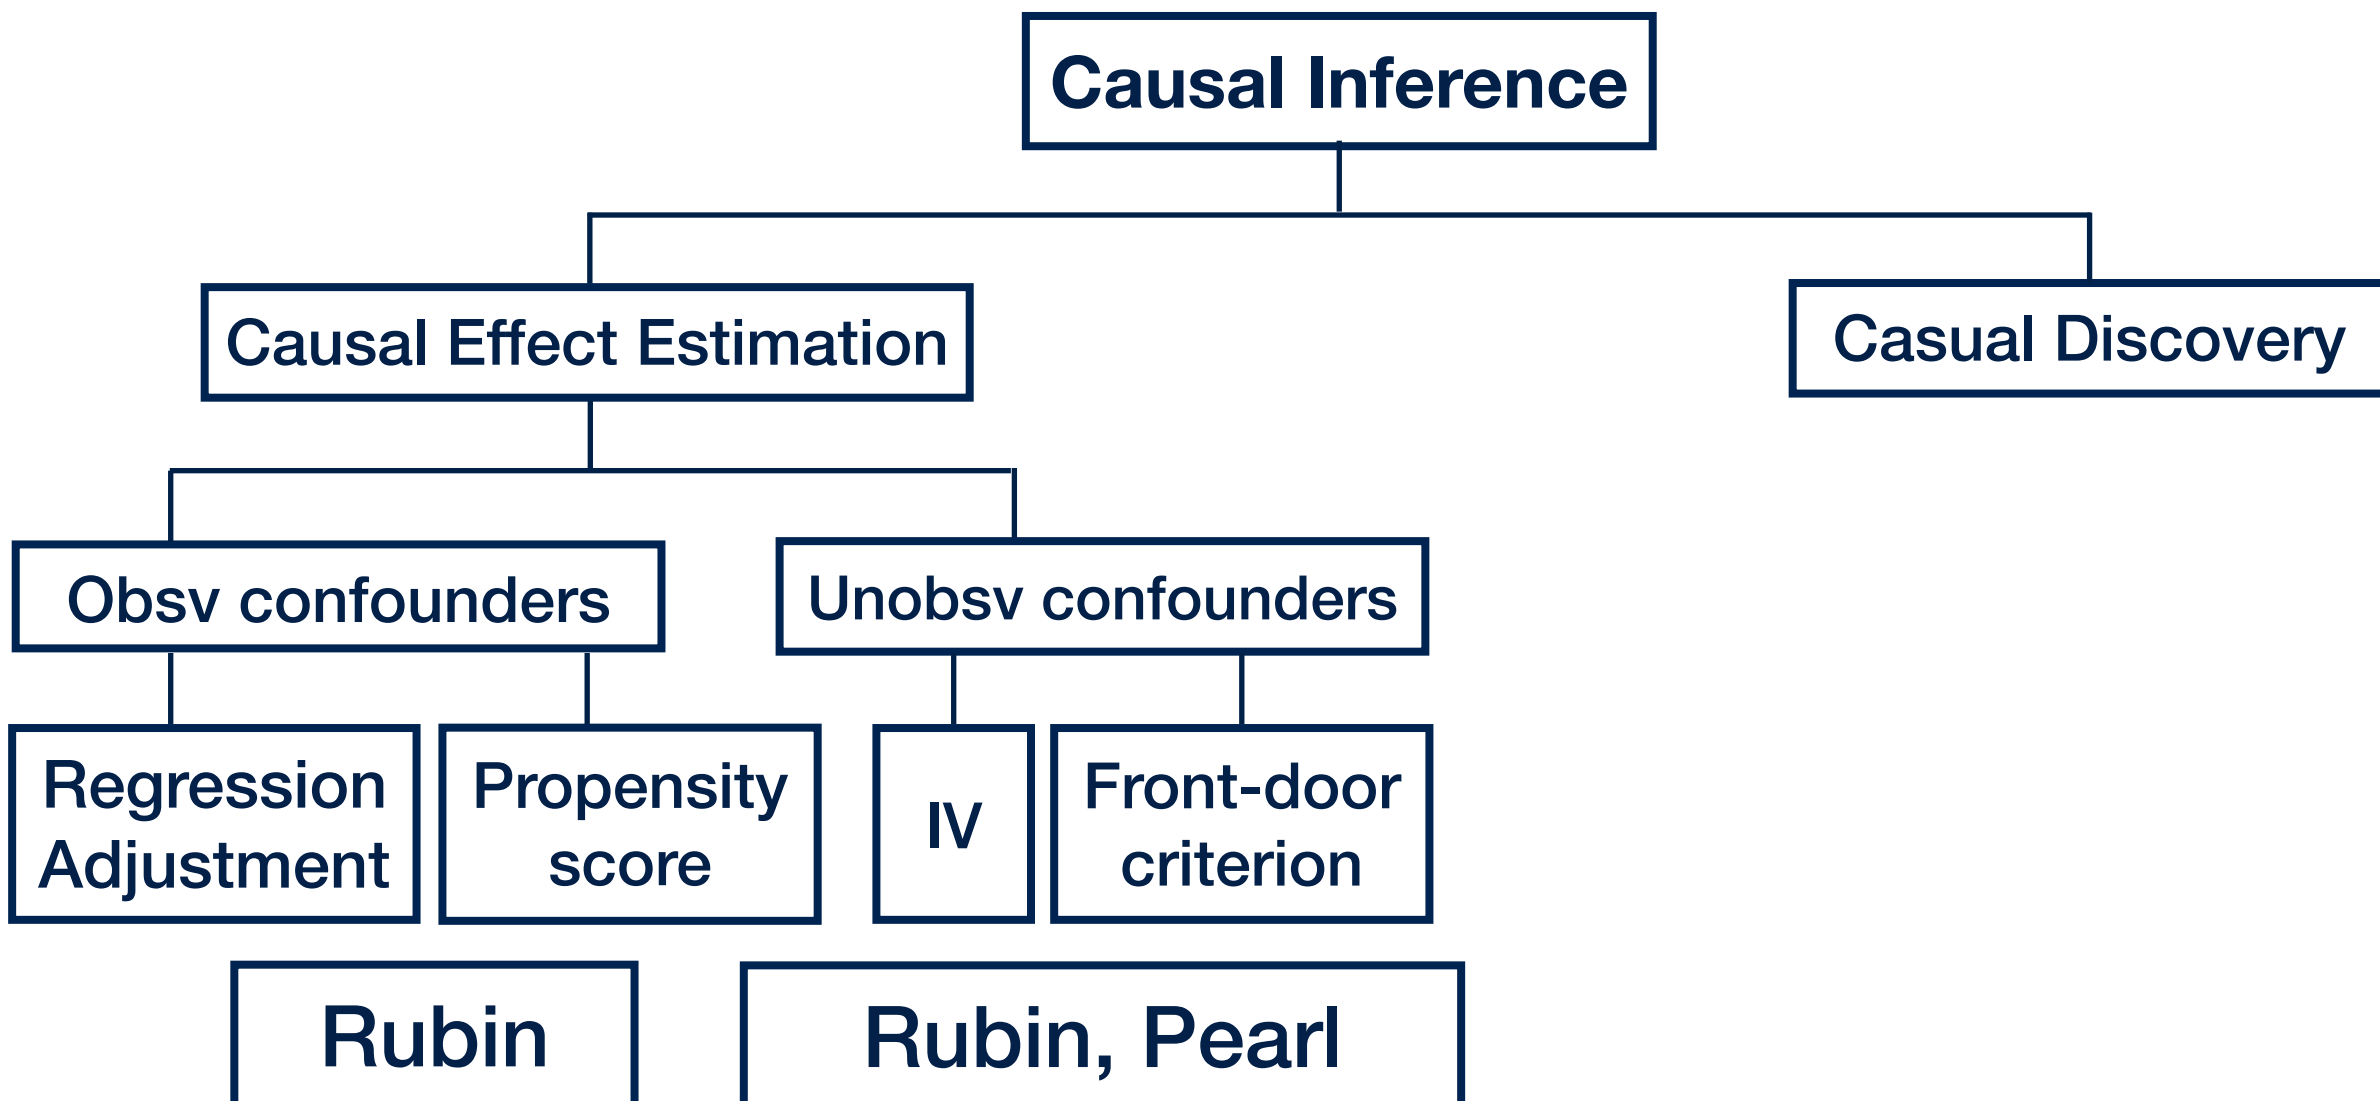 Causal Inference
Causal Effect Estimation
Casual Discovery
Obsv confounders
Unobsv confounders
Regression
Adjustment
Propensity
score
IV
Front-door
criterion
Rubin
Rubin, Pearl